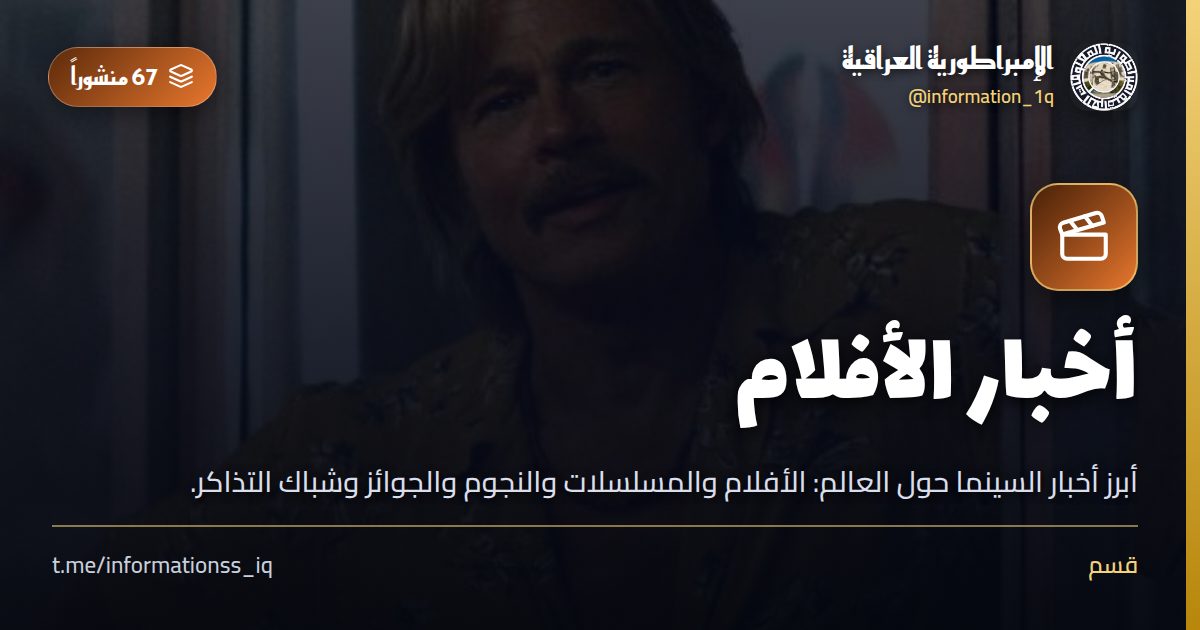 الإمبراطورية العراقية
@information_1q
67 منشوراً
أخبار الأفلام
أبرز أخبار السينما حول العالم: الأفلام والمسلسلات والنجوم والجوائز وشباك التذاكر.
قسم
t.me/informationss_iq